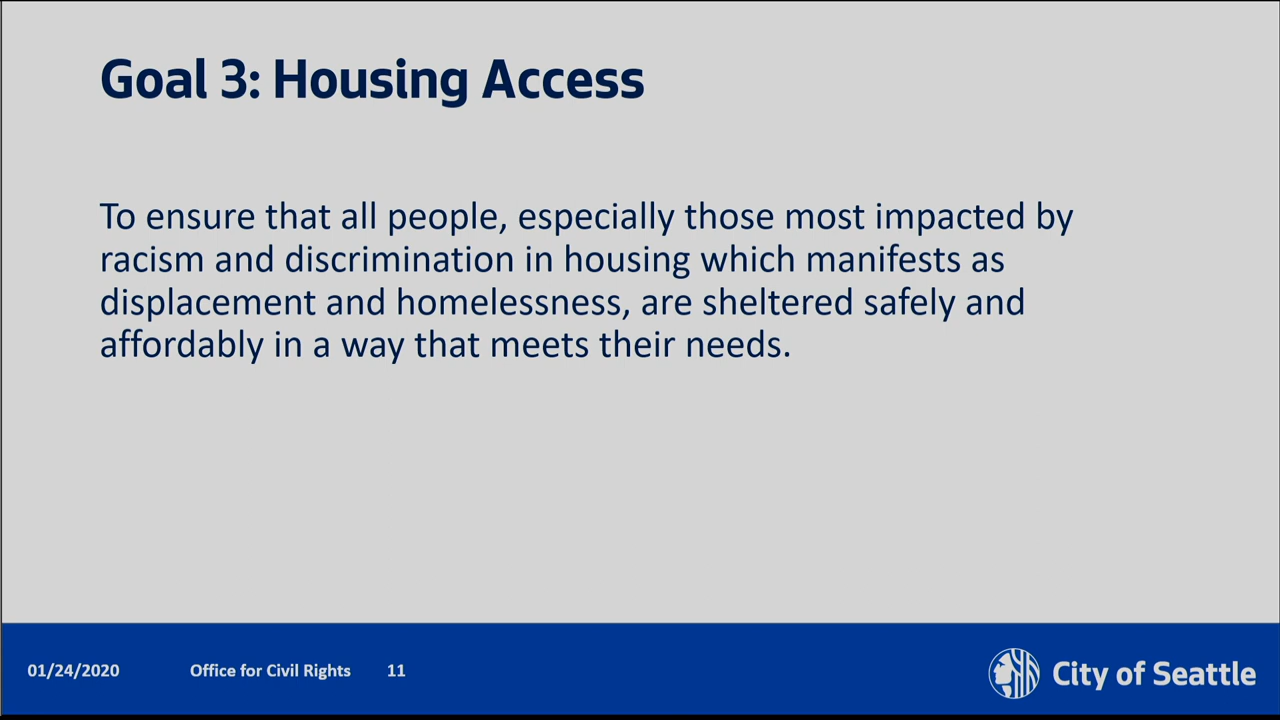 Goal 3: Housing Access
To ensure that all people, especially those most impacted by
racism and discrimination in housing which manifests as
displacement and homelessness, are sheltered safely and
affordably in a way that meets their needs.
01/24/2020 Office for Civil Rights 11 City of Seattle